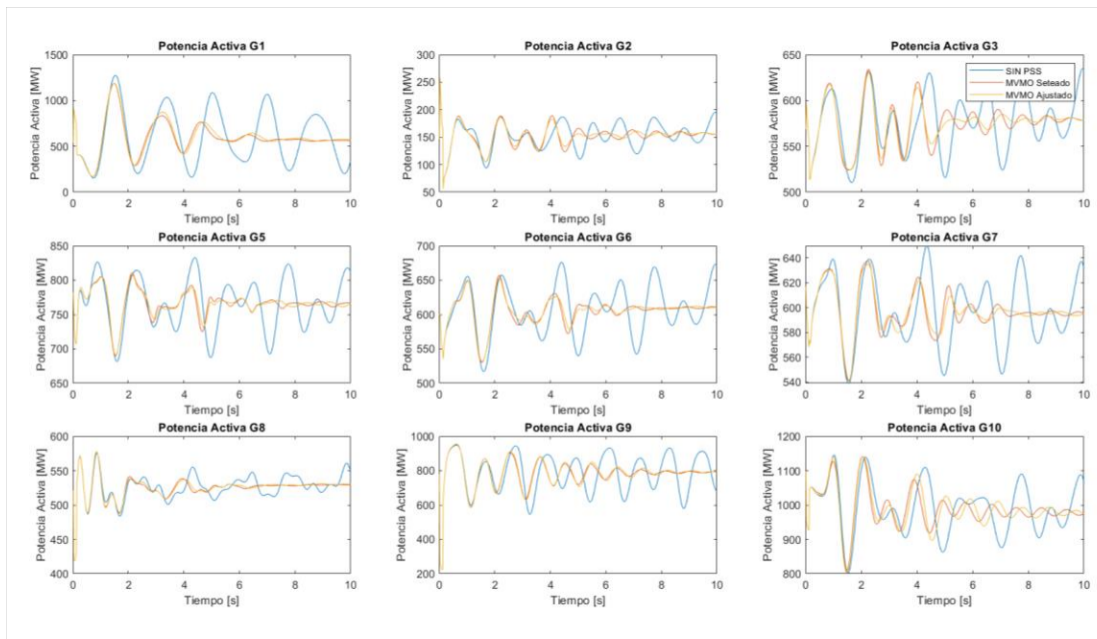 Potencia Activa G1
Potencia Activa [MW]
1500
1000
500
0
0 2 4 6 8 10
Tiempo [s]
Potencia Activa G2
Potencia Activa [MW]
300
250
200
150
100
50
0 2 4 6 8 10
Tiempo [s]
Potencia Activa G3
Potencia Activa [MW]
650
600
550
500
SIN PSS
MVMO Seteado
MVMO Ajustado
0 2 4 6 8 10
Tiempo [s]
Potencia Activa G5
Potencia Activa [MW]
850
800
750
700
650
0 2 4 6 8 10
Tiempo [s]
Potencia Activa G6
Potencia Activa [MW]
700
650
600
550
500
0 2 4 6 8 10
Tiempo [s]
Potencia Activa G7
Potencia Activa [MW]
640
620
600
580
560
540
0 2 4 6 8 10
Tiempo [s]
Potencia Activa G8
Potencia Activa [MW]
600
550
500
450
400
0 2 4 6 8 10
Tiempo [s]
Potencia Activa G9
Potencia Activa [MW]
1000
800
600
400
200
0 2 4 6 8 10
Tiempo [s]
Potencia Activa G10
Potencia Activa [MW]
1200
1100
1000
900
800
0 2 4 6 8 10
Tiempo [s]